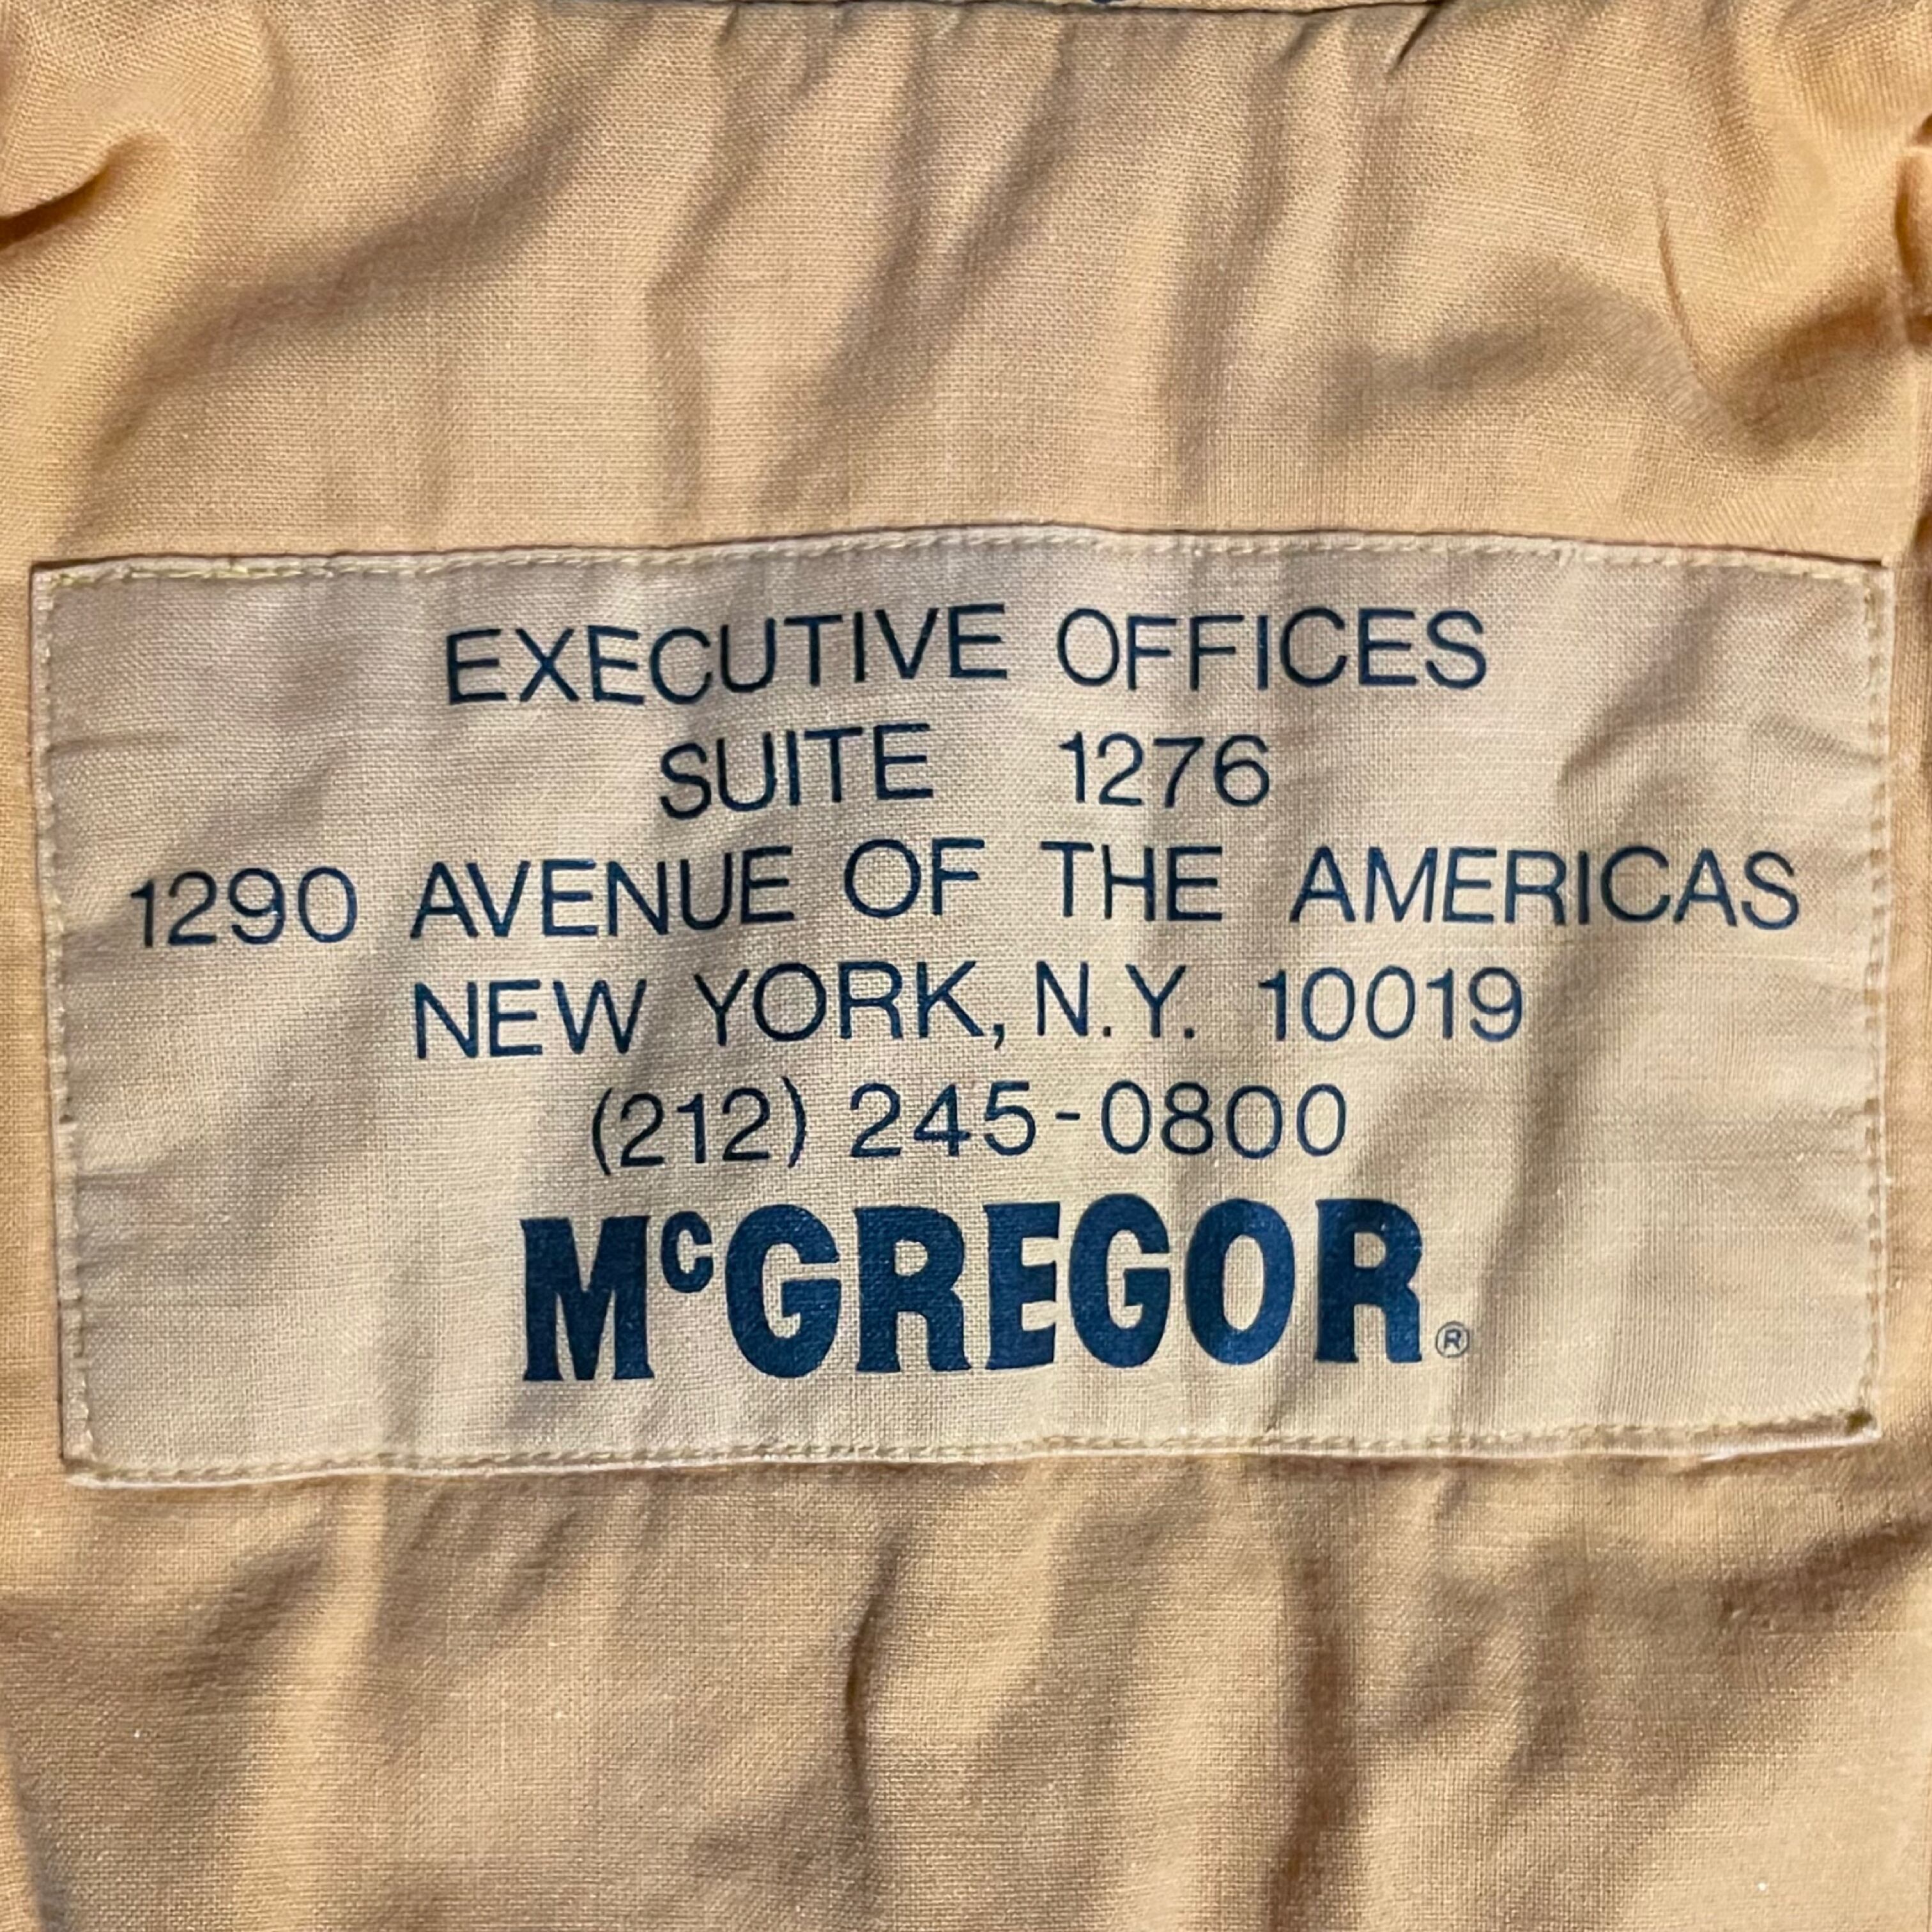 EXECUTIVE OFFICES
SUITE 1276
1290 AVENUE OF THE AMERICAS
NEW YORK, N.Y. 10019
(212) 245-0800
McGREGOR®